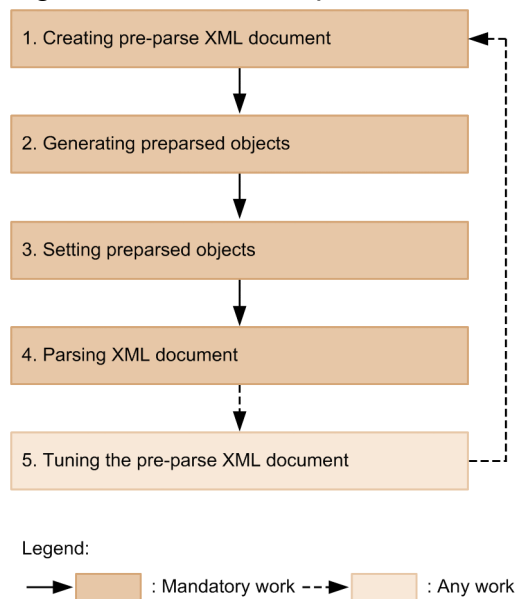 1. Creating pre-parse XML document
2. Generating preparsed objects
3. Setting preparsed objects
4. Parsing XML document
5. Tuning the pre-parse XML document
Legend:
: Mandatory work
: Any work